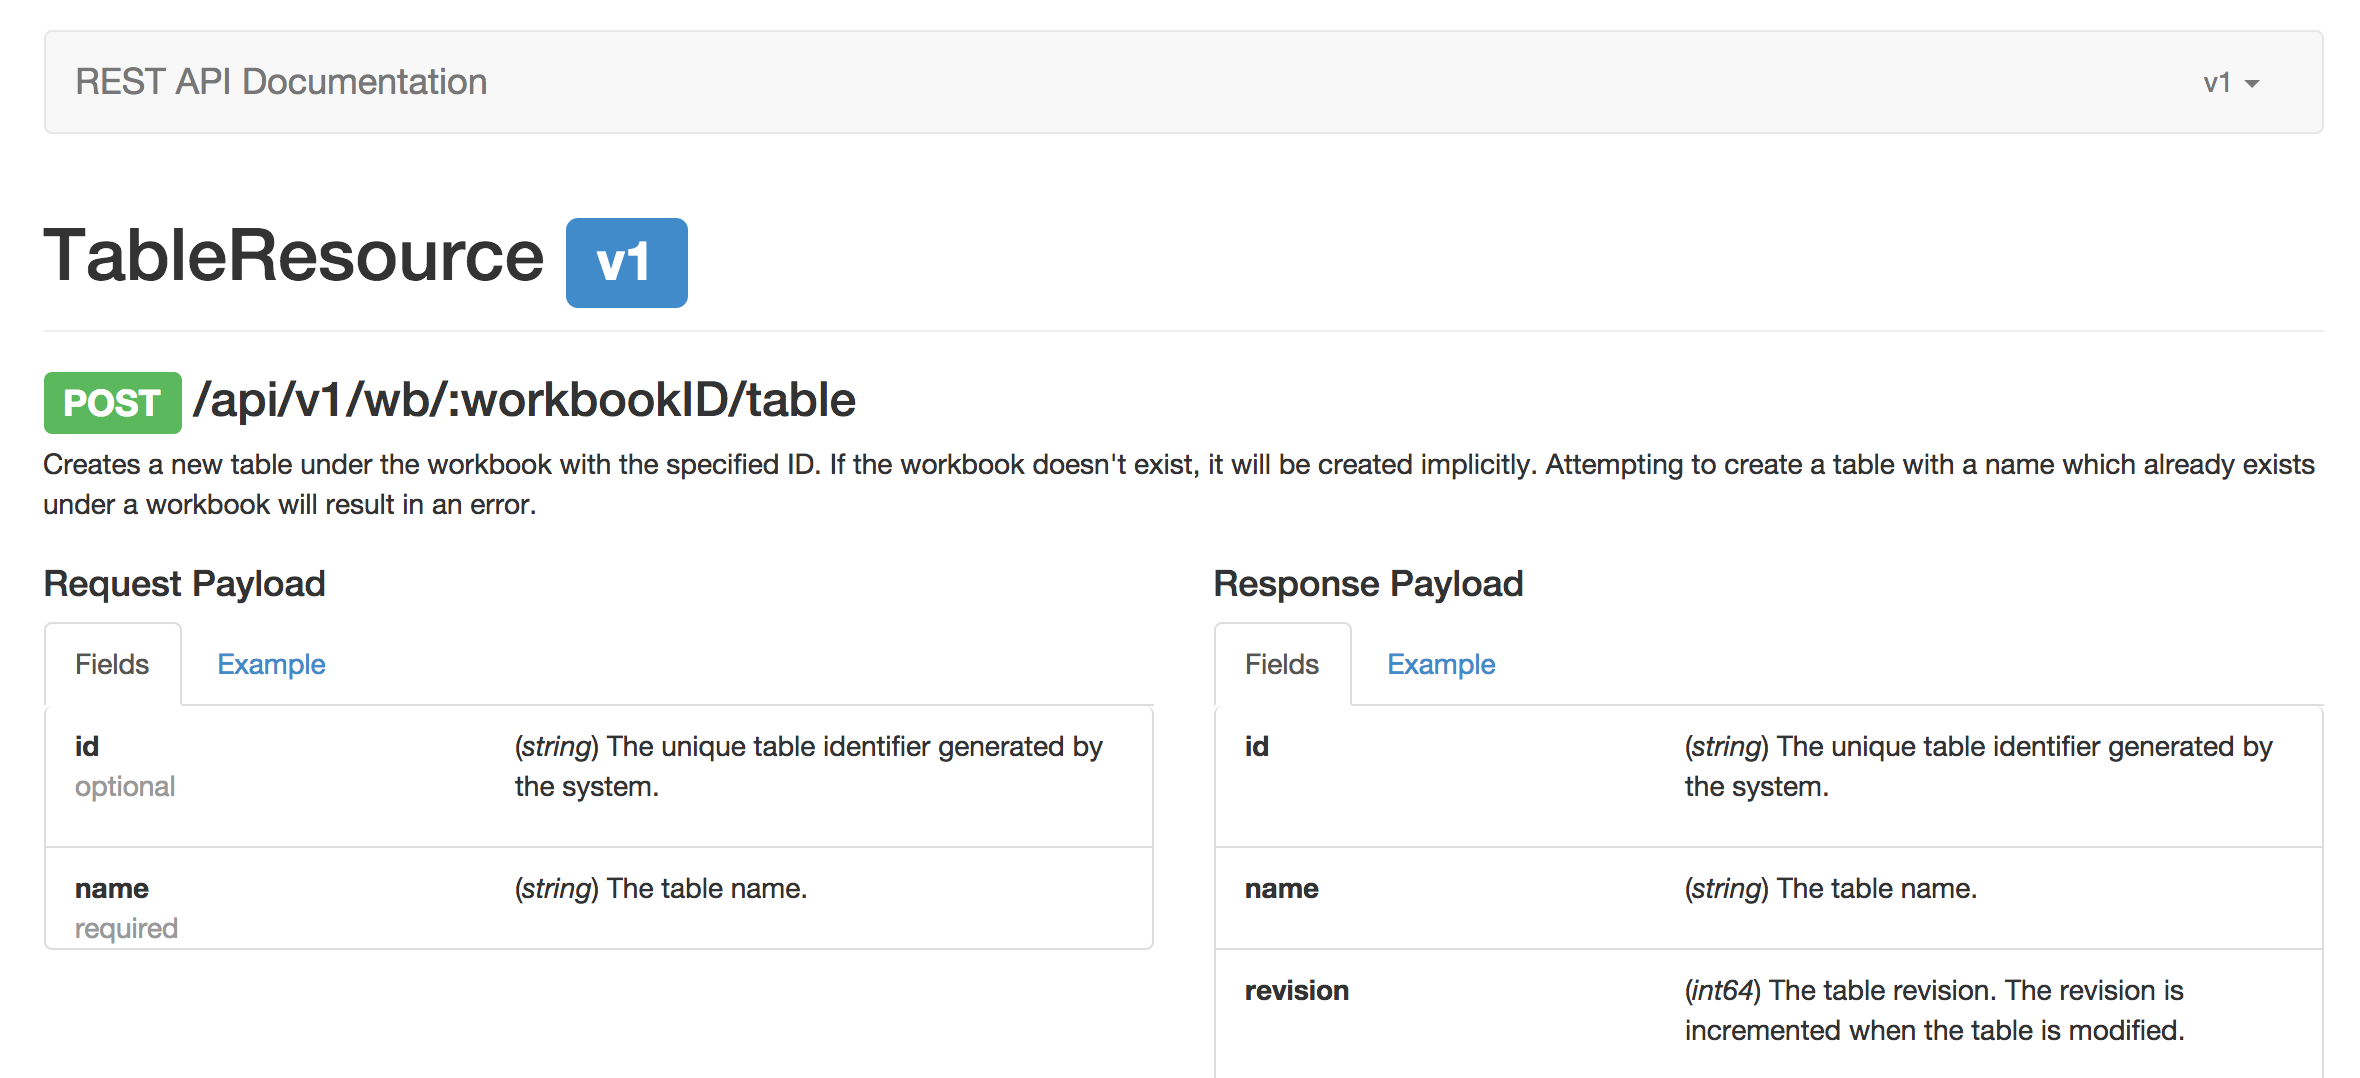 REST API Documentation
v1
TableResource v1
POST /api/v1/wb/:workbookID/table
Creates a new table under the workbook with the specified ID. If the workbook doesn't exist, it will be created implicitly. Attempting to create a table with a name which already exists
under a workbook will result in an error.
Request Payload
Fields Example
id
optional
(string) The unique table identifier generated by
the system.
name
required
(string) The table name.
Response Payload
Fields Example
id
(string) The unique table identifier generated by
the system.
name
(string) The table name.
revision
(int64) The table revision. The revision is
incremented when the table is modified.